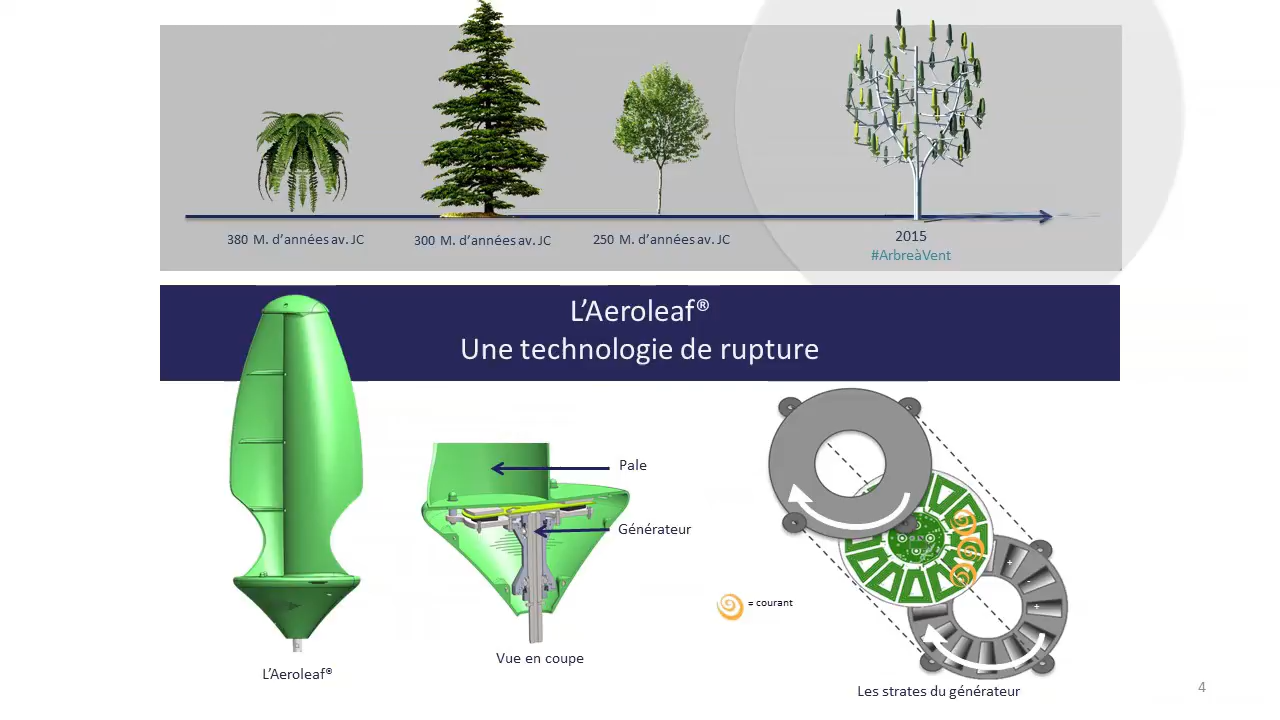 380 M. d'années av. JC
300 M. d'années av. JC
250 M. d'années av. JC
2015
#ArbreàVent
L'Aeroleaf®
Une technologie de rupture
Pale
Générateur
= courant
Vue en coupe
L'Aeroleaf®
Les strates du générateur
4